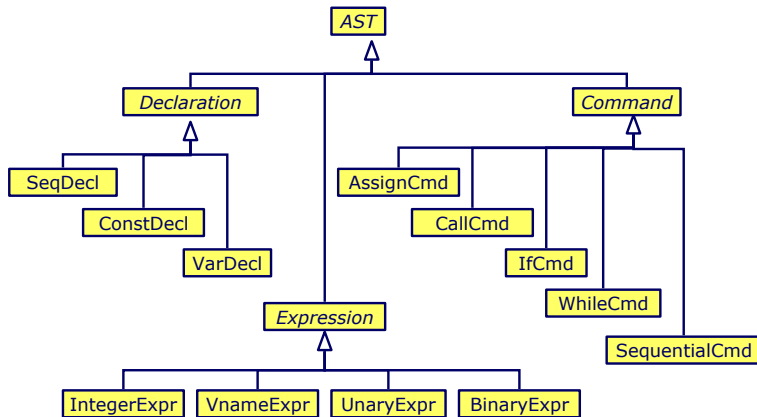 AST
Declaration
Command
SeqDecl
AssignCmd
ConstDecl
CallCmd
VarDecl
IfCmd
WhileCmd
Expression
SequentialCmd
IntegerExpr
VnameExpr
UnaryExpr
BinaryExpr